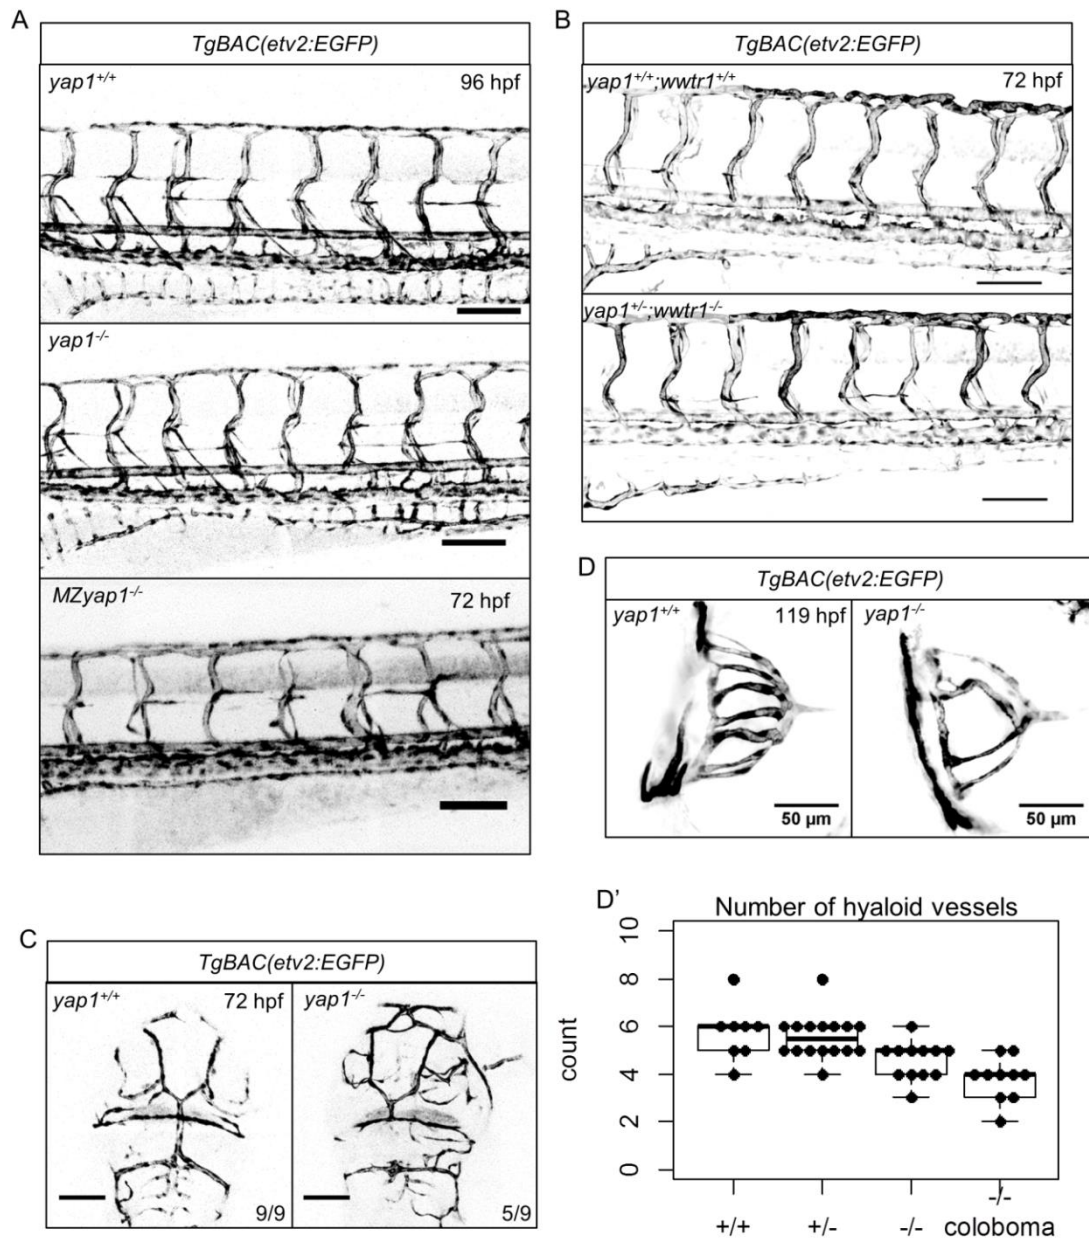 A
TgBAC(etv2:EGFP)
yap1+/+
96 hpf
yap1-/-
MZyap1-/-
72 hpf
B
TgBAC(etv2:EGFP)
yap1+/+;wwtr1+/+
72 hpf
yap1+/-;wwtr1-/-
D
TgBAC(etv2:EGFP)
yap1+/+
119 hpf
yap1-/-
50 µm
50 µm
C
TgBAC(etv2:EGFP)
yap1+/+
72 hpf
yap1-/-
9/9
5/9
D'
Number of hyaloid vessels
count
10
8
6
4
2
0
+/+
+/-
-/-
-/-
coloboma